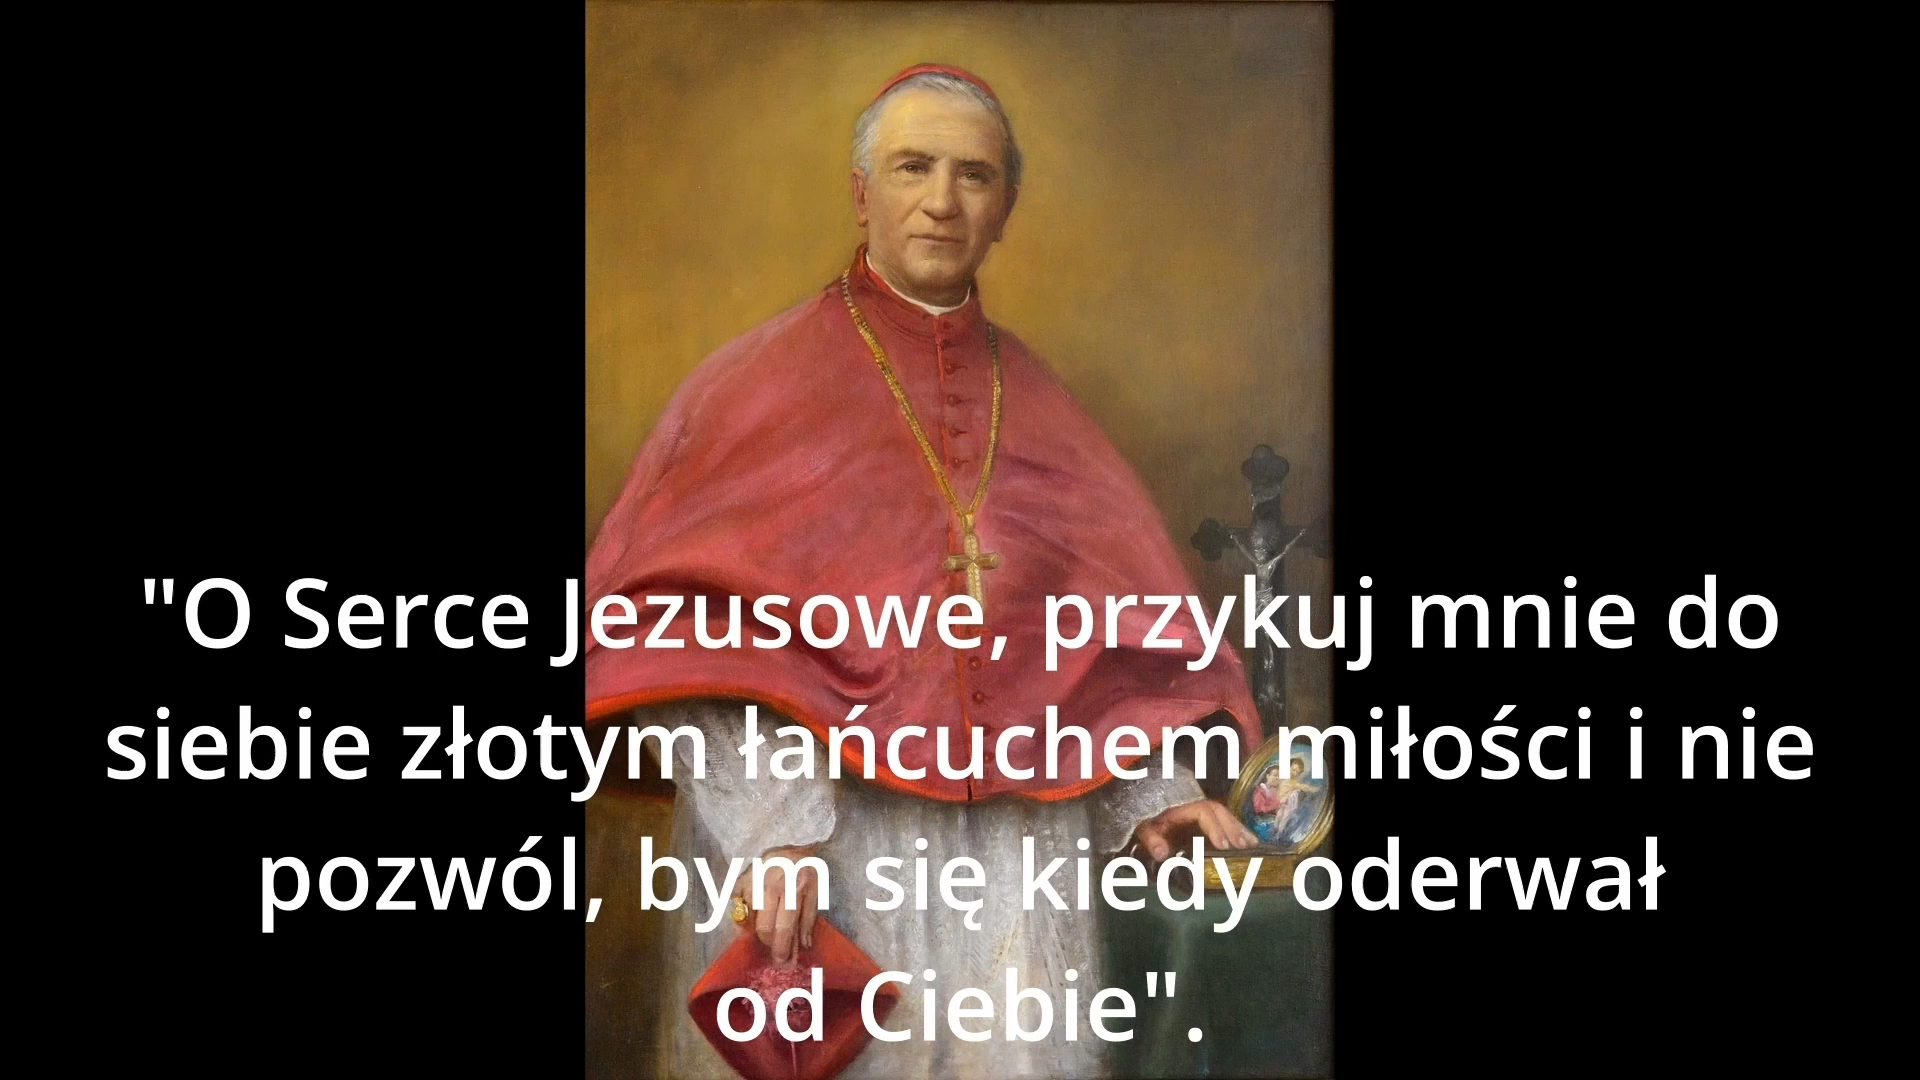 "O Serce Jezusowe, przykuj mnie do
siebie złotym łańcuchem miłości i nie
pozwól, bym się kiedy oderwał
od Ciebie".